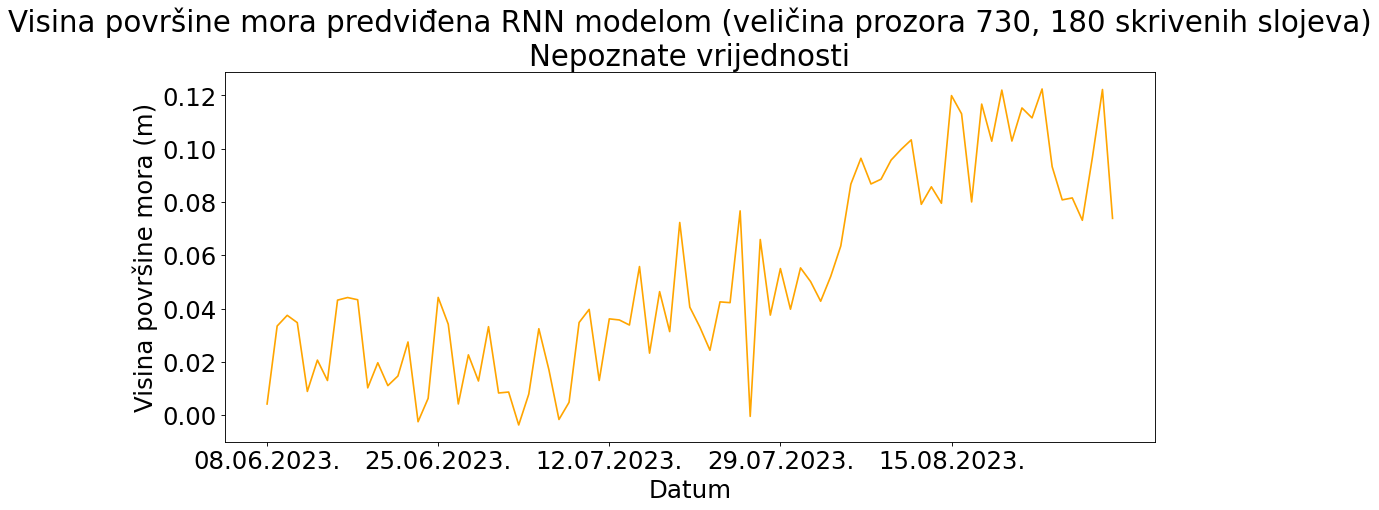 Visina površine mora predviđena RNN modelom (veličina prozora 730, 180 skrivenih slojeva)
Nepoznate vrijednosti
Visina površine mora (m)
0.12
0.10
0.08
0.06
0.04
0.02
0.00
08.06.2023. 25.06.2023. 12.07.2023. 29.07.2023. 15.08.2023.
Datum